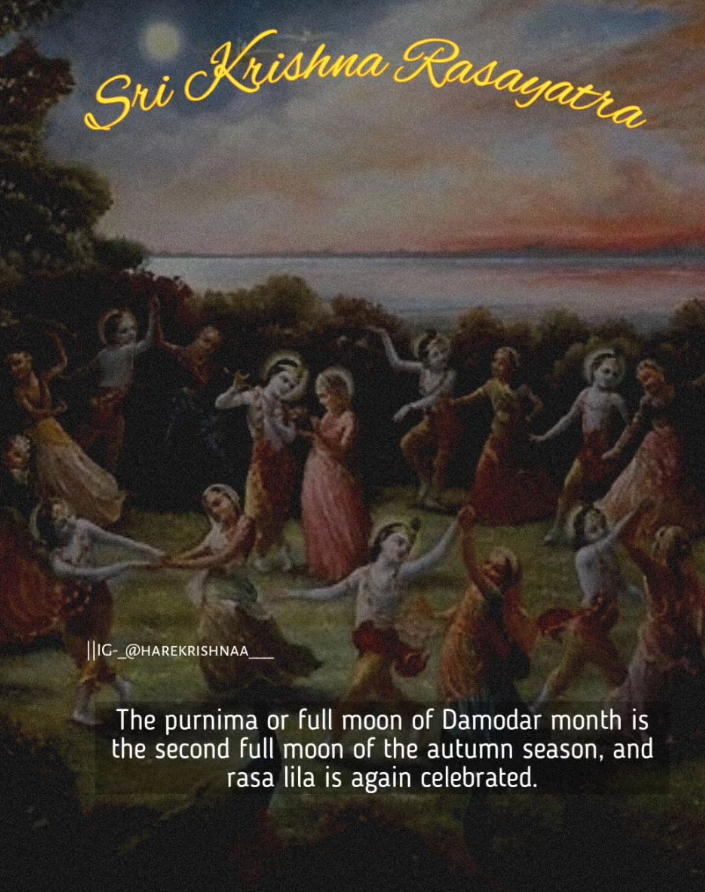 Sri Krishna Rasayatra
||IG-_@HAREKRISHNAA___
The purnima or full moon of Damodar month is
the second full moon of the autumn season, and
rasa lila is again celebrated.